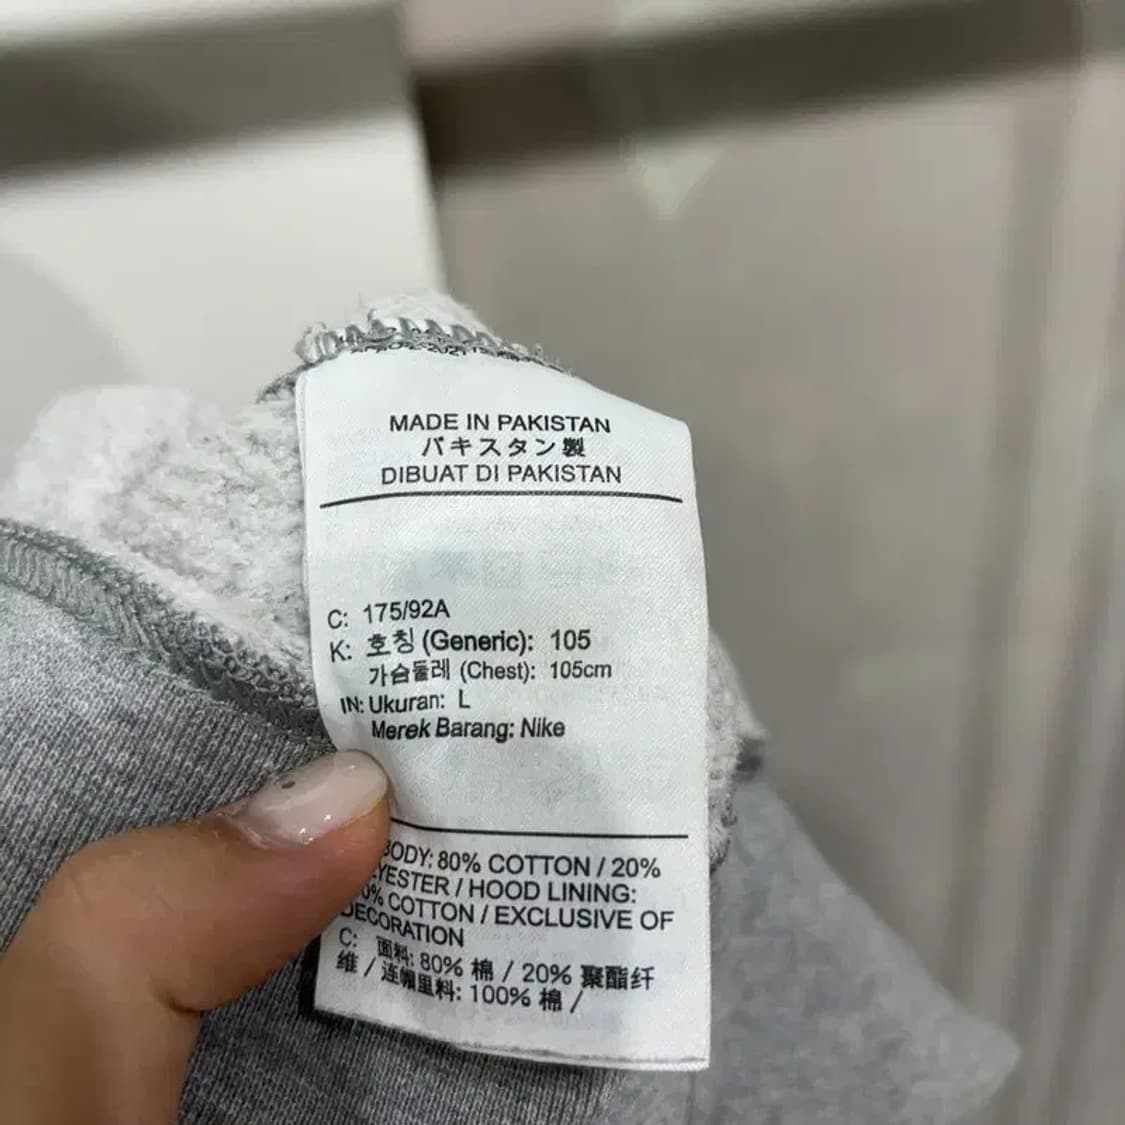 MADE IN PAKISTAN
パキスタン製
DIBUAT DI PAKISTAN
C: 175/92A
K: 호칭 (Generic): 105
가슴둘레 (Chest): 105cm
IN: Ukuran: L
Merek Barang: Nike
BODY: 80% COTTON / 20%
YESTER / HOOD LINING:
0% COTTON / EXCLUSIVE OF
DECORATION
C: 面料: 80% 棉 / 20% 聚酯纤
维 / 连帽里料: 100% 棉 /